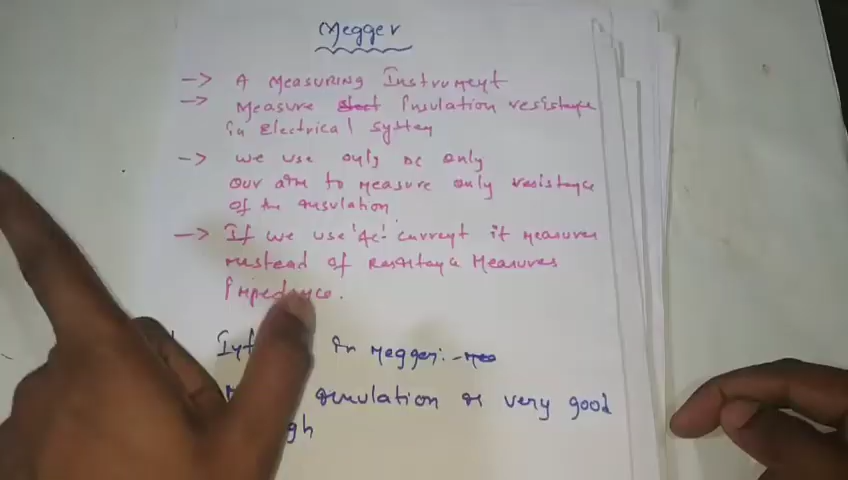 Megger
-> A Measuring Instrument
-> Measure Insulation resistance
in Electrical System
-> We use only DC only
our aim to measure only resistance
of the insulation
-> If we use 'AC' current it measures
instead of Resistance Measures
Impedance.
in Megger:-
insulation is very good